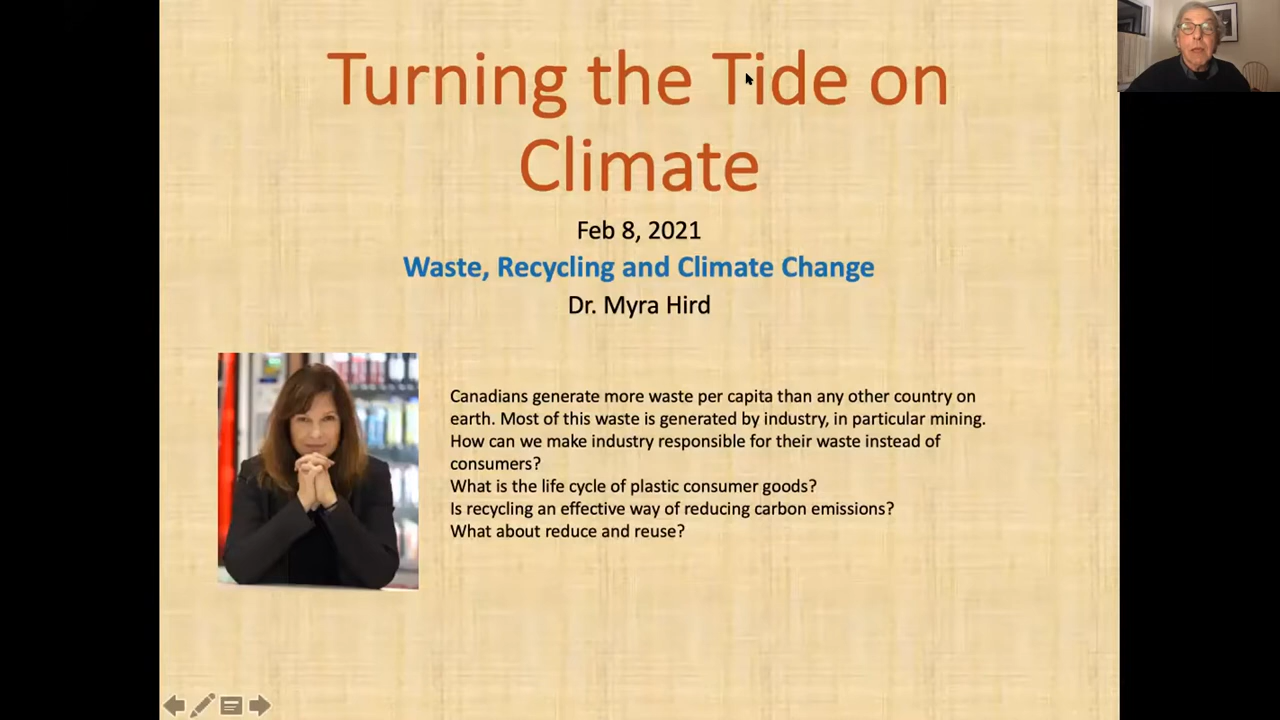 Turning the Tide on
Climate
Feb 8, 2021
Waste, Recycling and Climate Change
Dr. Myra Hird
Canadians generate more waste per capita than any other country on
earth. Most of this waste is generated by industry, in particular mining.
How can we make industry responsible for their waste instead of
consumers?
What is the life cycle of plastic consumer goods?
Is recycling an effective way of reducing carbon emissions?
What about reduce and reuse?